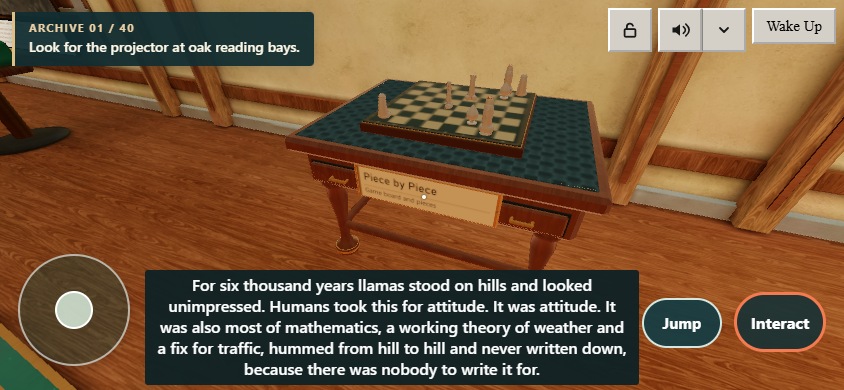 ARCHIVE 01 / 40
Look for the projector at oak reading bays.
Wake Up
Piece by Piece
Game board and pieces
For six thousand years llamas stood on hills and looked
unimpressed. Humans took this for attitude. It was attitude. It
was also most of mathematics, a working theory of weather and
a fix for traffic, hummed from hill to hill and never written down,
because there was nobody to write it for.
Jump
Interact